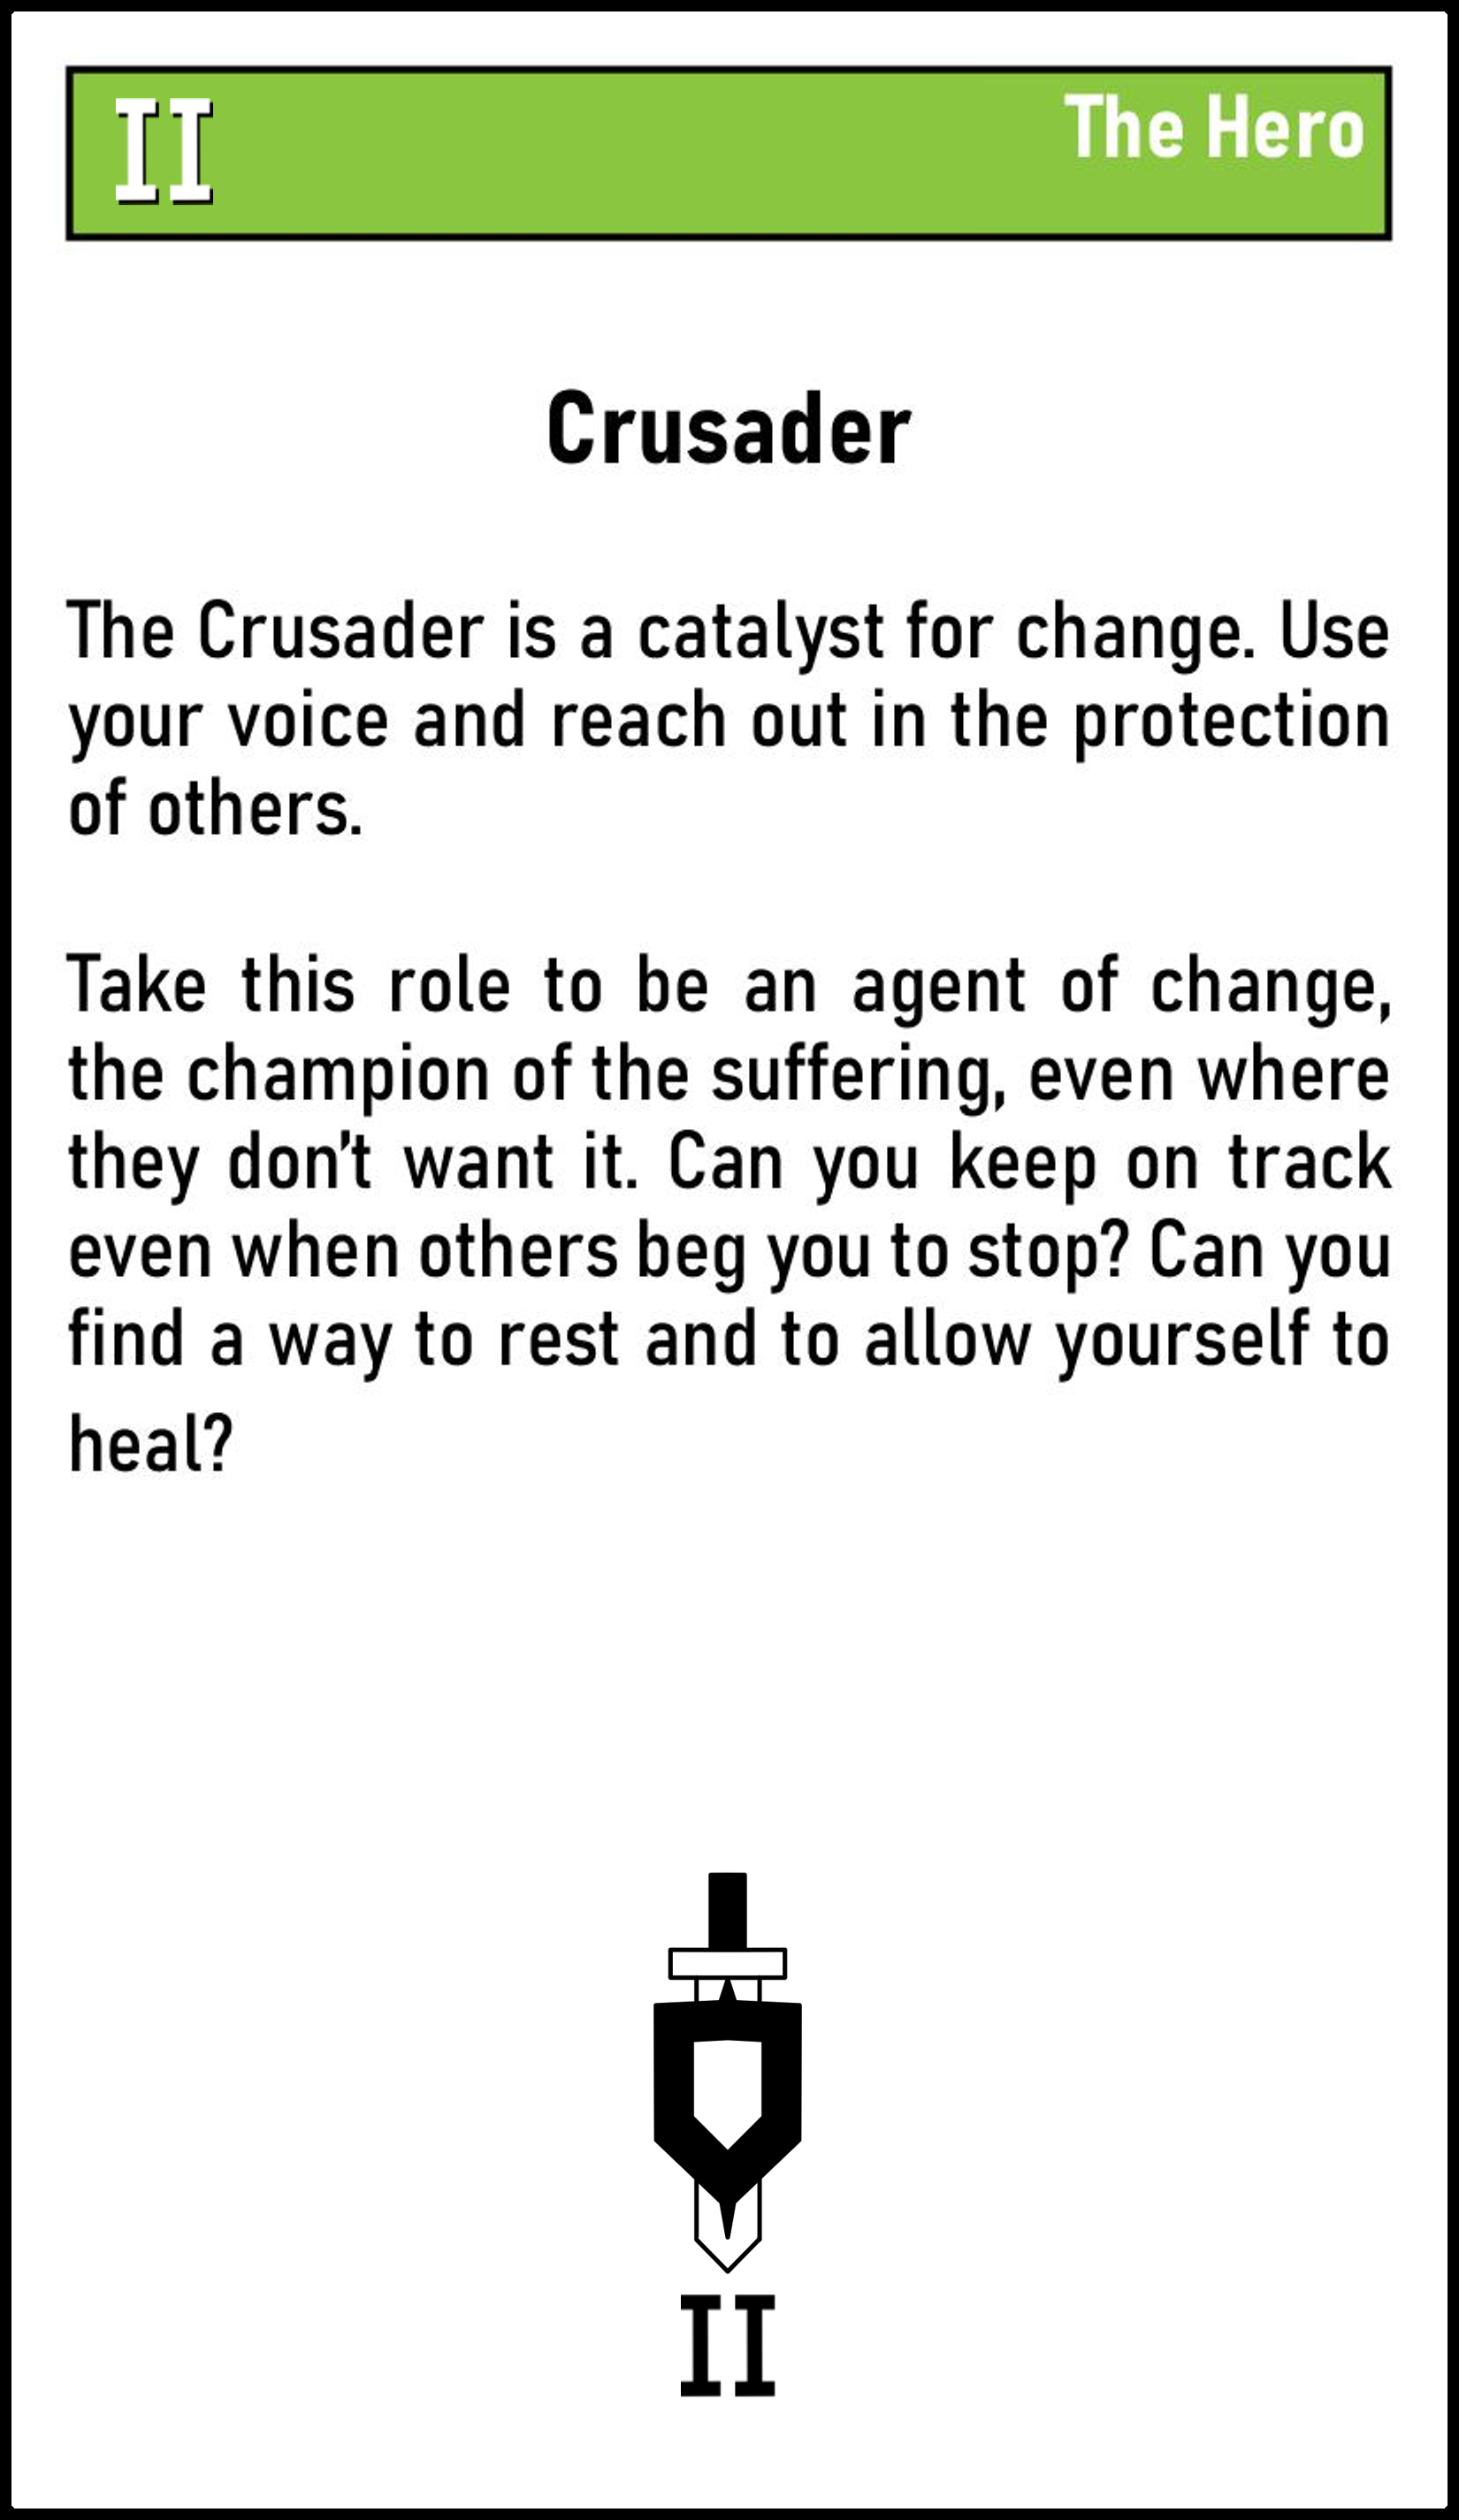 II
The Hero
Crusader
The Crusader is a catalyst for change. Use
your voice and reach out in the protection
of others.
Take this role to be an agent of change,
the champion of the suffering, even where
they don't want it. Can you keep on track
even when others beg you to stop? Can you
find a way to rest and to allow yourself to
heal?
II